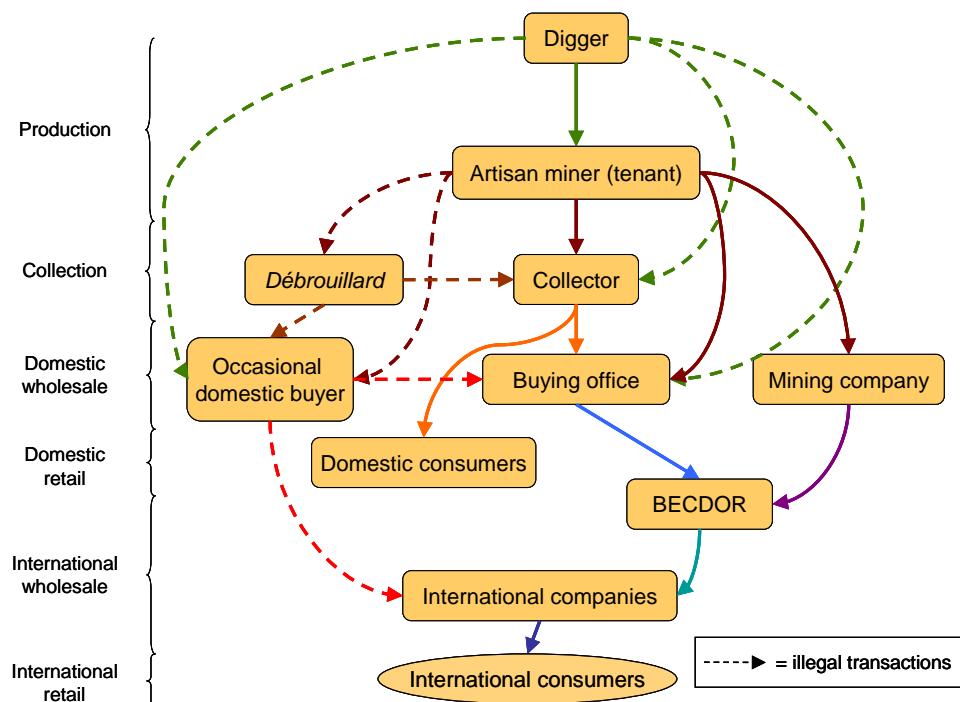 Digger
Production
Artisan miner (tenant)
Collection
Débrouillard
Collector
Domestic
wholesale
Occasional
domestic buyer
Buying office
Mining company
Domestic
retail
Domestic consumers
BECDOR
International
wholesale
International companies
International
retail
International consumers
= illegal transactions